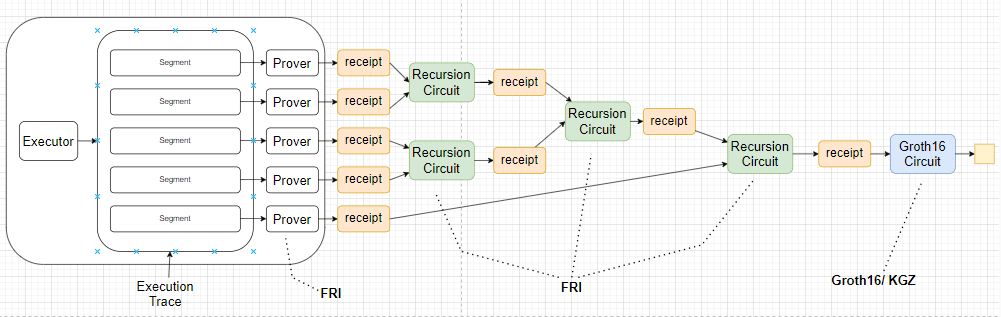 Segment
Prover
receipt
Recursion
Circuit
receipt
Segment
Prover
receipt
Recursion
Circuit
receipt
Executor
Segment
Prover
receipt
Recursion
Circuit
receipt
Recursion
Circuit
receipt
Groth16
Circuit
Segment
Prover
receipt
Segment
Prover
receipt
Execution
Trace
FRI
FRI
Groth16/ KGZ